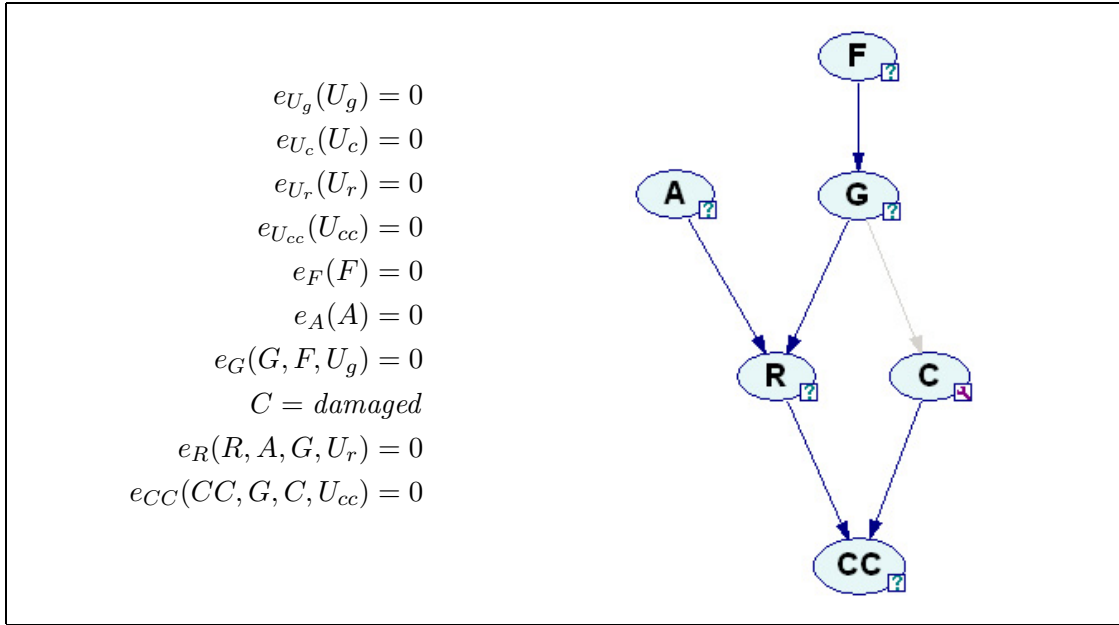 e_{U_g}(U_g) = 0
e_{U_c}(U_c) = 0
e_{U_r}(U_r) = 0
e_{U_{cc}}(U_{cc}) = 0
e_F(F) = 0
e_A(A) = 0
e_G(G, F, U_g) = 0
C = damaged
e_R(R, A, G, U_r) = 0
e_{CC}(CC, G, C, U_{cc}) = 0
F
?
A
?
G
?
R
?
C
CC
?